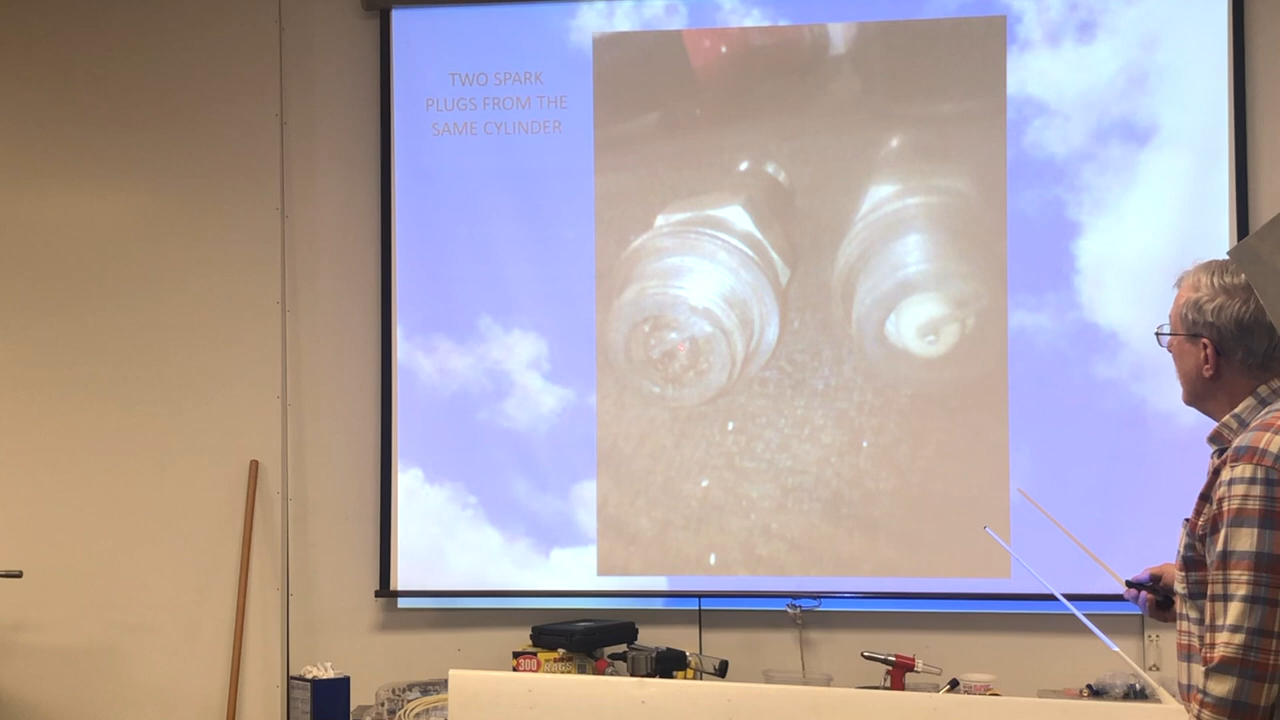 TWO SPARK
PLUGS FROM THE
SAME CYLINDER
300
RAGS